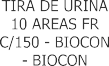 TIRA DE URINA
10 AREAS FR
C/150 - BIOCON
- BIOCON